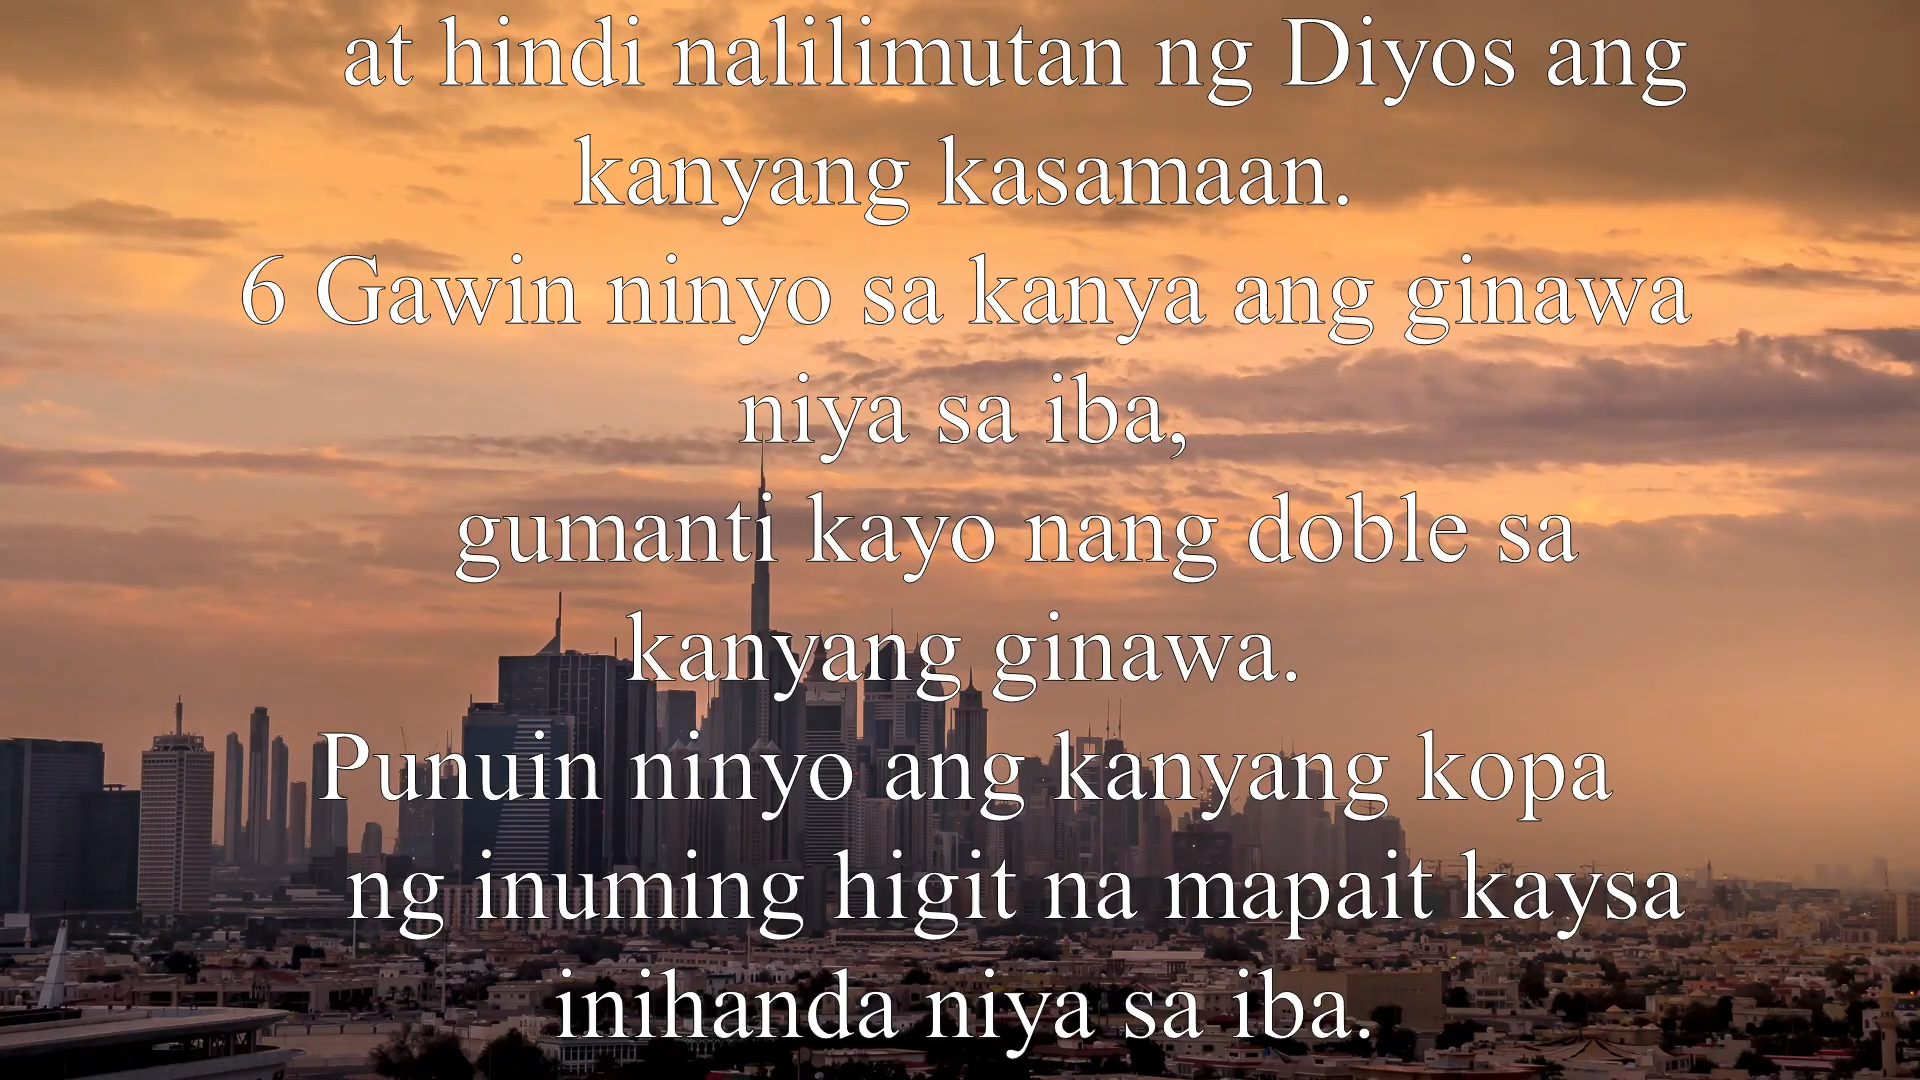 at hindi nalilimutan ng Diyos ang
kanyang kasamaan.
6 Gawin ninyo sa kanya ang ginawa
niya sa iba,
gumanti kayo nang doble sa
kanyang ginawa.
Punuin ninyo ang kanyang kopa
ng inuming higit na mapait kaysa
inihanda niya sa iba.